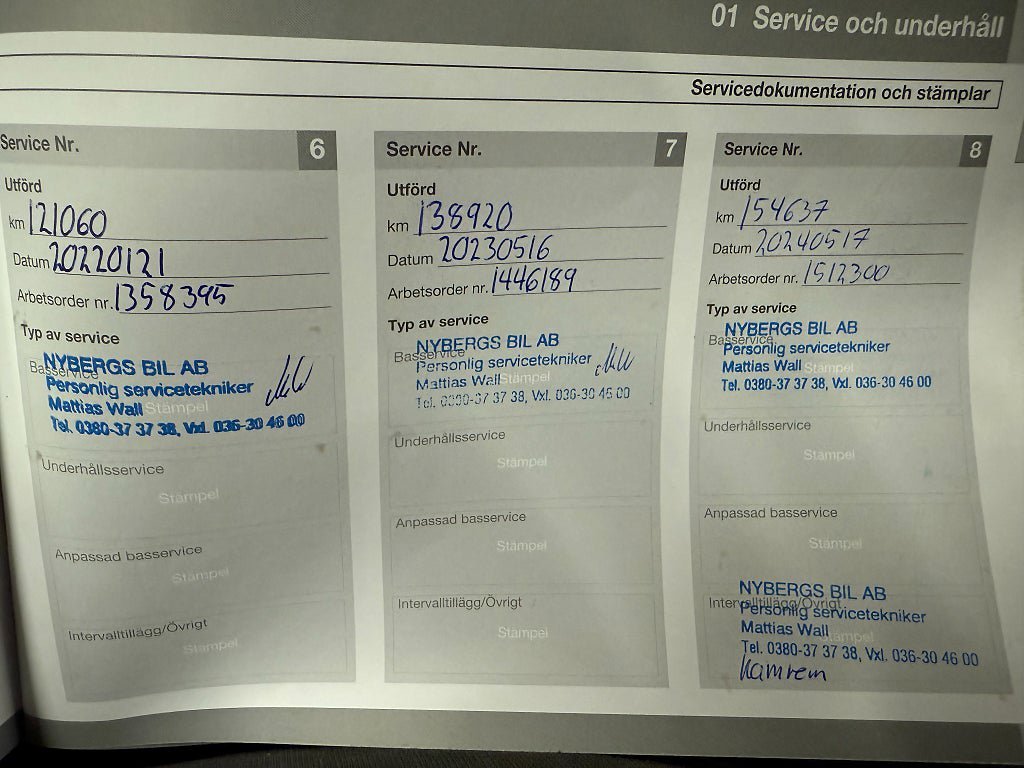 01 Service och underhåll
Servicedokumentation och stämplar
Service Nr. 6
Utförd
km 121060
Datum 20220121
Arbetsorder nr. 1358395
Typ av service
Basservice
NYBERGS BIL AB
Personlig servicetekniker
Mattias Wall Stämpel
Tel. 0380-37 37 38, Vxl. 036-30 46 00
Underhållsservice
Stämpel
Anpassad basservice
Stämpel
Intervalltillägg/Övrigt
Stämpel
Service Nr. 7
Utförd
km 138920
Datum 20230516
Arbetsorder nr. 1446189
Typ av service
Basservice
NYBERGS BIL AB
Personlig servicetekniker
Mattias Wall Stämpel
Tel. 0380-37 37 38, Vxl. 036-30 46 00
Underhållsservice
Stämpel
Anpassad basservice
Stämpel
Intervalltillägg/Övrigt
Stämpel
Service Nr. 8
Utförd
km 154637
Datum 20240517
Arbetsorder nr. 1512300
Typ av service
Basservice
NYBERGS BIL AB
Personlig servicetekniker
Mattias Wall Stämpel
Tel. 0380-37 37 38, Vxl. 036-30 46 00
Underhållsservice
Stämpel
Anpassad basservice
Stämpel
Intervalltillägg/Övrigt
NYBERGS BIL AB
Personlig servicetekniker
Mattias Wall Stämpel
Tel. 0380-37 37 38, Vxl. 036-30 46 00
Kamrem